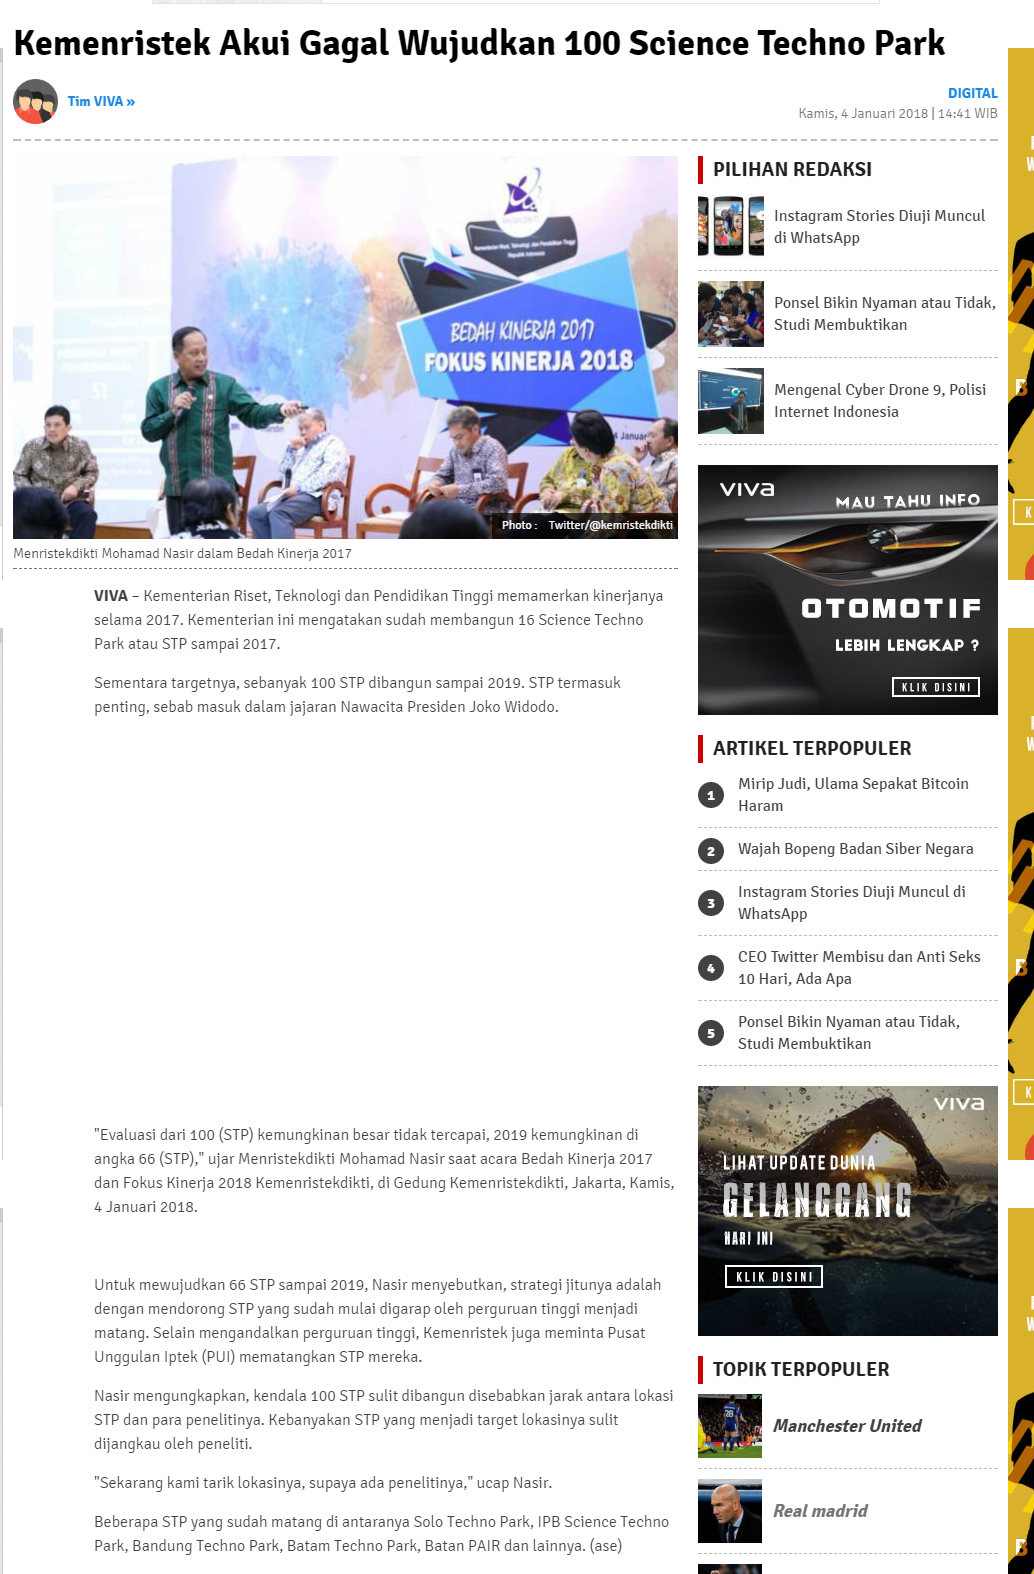 Kemenristek Akui Gagal Wujudkan 100 Science Techno Park
Tim VIVA »
DIGITAL
Kamis, 4 Januari 2018 | 14:41 WIB
Kementerian Riset, Teknologi, dan Pendidikan Tinggi
Republik Indonesia
BEDAH KINERJA 2017
FOKUS KINERJA 2018
4 Januari
51
Photo : Twitter/@kemristekdikti
Menristekdikti Mohamad Nasir dalam Bedah Kinerja 2017
VIVA – Kementerian Riset, Teknologi dan Pendidikan Tinggi memamerkan kinerjanya
selama 2017. Kementerian ini mengatakan sudah membangun 16 Science Techno
Park atau STP sampai 2017.
Sementara targetnya, sebanyak 100 STP dibangun sampai 2019. STP termasuk
penting, sebab masuk dalam jajaran Nawacita Presiden Joko Widodo.
"Evaluasi dari 100 (STP) kemungkinan besar tidak tercapai, 2019 kemungkinan di
angka 66 (STP)," ujar Menristekdikti Mohamad Nasir saat acara Bedah Kinerja 2017
dan Fokus Kinerja 2018 Kemenristekdikti, di Gedung Kemenristekdikti, Jakarta, Kamis,
4 Januari 2018.
Untuk mewujudkan 66 STP sampai 2019, Nasir menyebutkan, strategi jitunya adalah
dengan mendorong STP yang sudah mulai digarap oleh perguruan tinggi menjadi
matang. Selain mengandalkan perguruan tinggi, Kemenristek juga meminta Pusat
Unggulan Iptek (PUI) mematangkan STP mereka.
Nasir mengungkapkan, kendala 100 STP sulit dibangun disebabkan jarak antara lokasi
STP dan para penelitinya. Kebanyakan STP yang menjadi target lokasinya sulit
dijangkau oleh peneliti.
"Sekarang kami tarik lokasinya, supaya ada penelitinya," ucap Nasir.
Beberapa STP yang sudah matang di antaranya Solo Techno Park, IPB Science Techno
Park, Bandung Techno Park, Batam Techno Park, Batan PAIR dan lainnya. (ase)
PILIHAN REDAKSI
Instagram Stories Diuji Muncul
di WhatsApp
Ponsel Bikin Nyaman atau Tidak,
Studi Membuktikan
Mengenal Cyber Drone 9, Polisi
Internet Indonesia
VIVA
MAU TAHU INFO
OTOMOTIF
LEBIH LENGKAP ?
KLIK DISINI
ARTIKEL TERPOPULER
1 Mirip Judi, Ulama Sepakat Bitcoin
Haram
2 Wajah Bopeng Badan Siber Negara
3 Instagram Stories Diuji Muncul di
WhatsApp
4 CEO Twitter Membisu dan Anti Seks
10 Hari, Ada Apa
5 Ponsel Bikin Nyaman atau Tidak,
Studi Membuktikan
VIVA
LIHAT UPDATE DUNIA
GELANGGANG
HARI INI
KLIK DISINI
TOPIK TERPOPULER
Manchester United
Real madrid